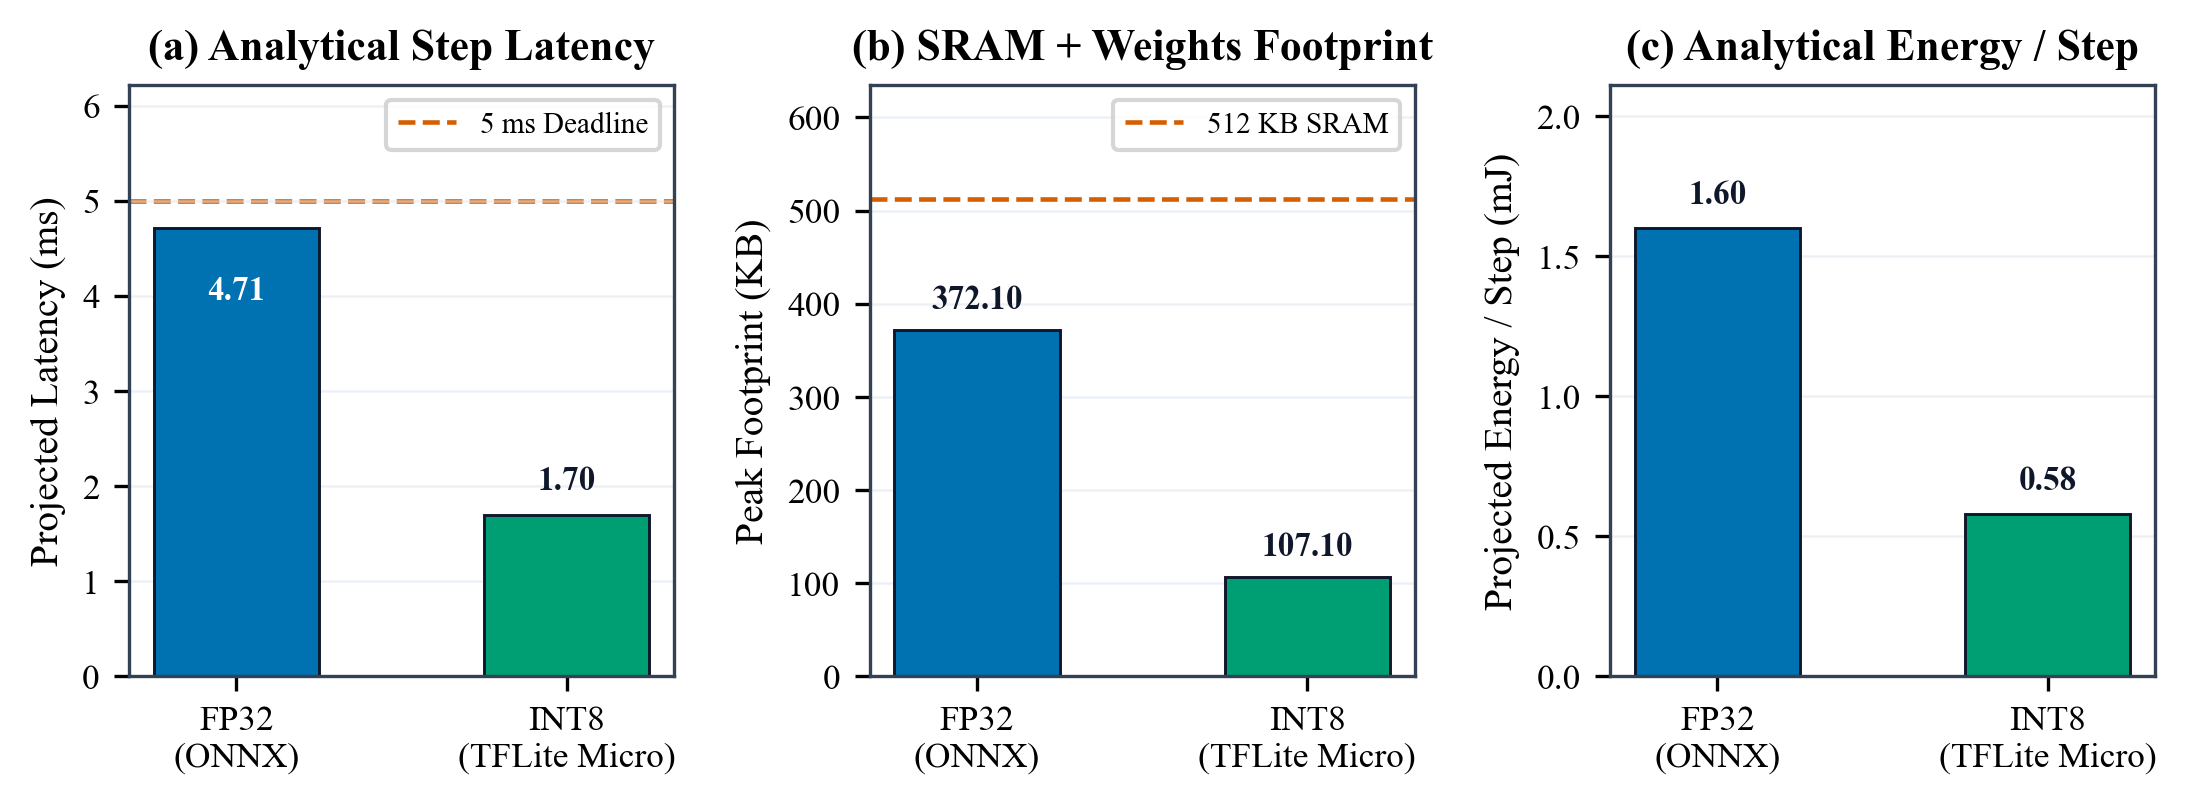 (a) Analytical Step Latency
Projected Latency (ms)
6
5
4
3
2
1
0
5 ms Deadline
4.71
1.70
FP32
(ONNX)
INT8
(TFLite Micro)
(b) SRAM + Weights Footprint
Peak Footprint (KB)
600
500
400
300
200
100
0
512 KB SRAM
372.10
107.10
FP32
(ONNX)
INT8
(TFLite Micro)
(c) Analytical Energy / Step
Projected Energy / Step (mJ)
2.0
1.5
1.0
0.5
0.0
1.60
0.58
FP32
(ONNX)
INT8
(TFLite Micro)